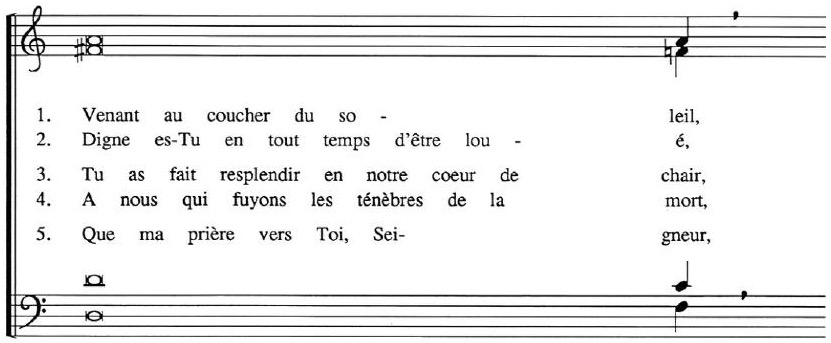 1. Venant au coucher du so - leil,
2. Digne es-Tu en tout temps d'être lou - é,
3. Tu as fait resplendir en notre coeur de chair,
4. A nous qui fuyons les ténèbres de la mort,
5. Que ma prière vers Toi, Sei- gneur,